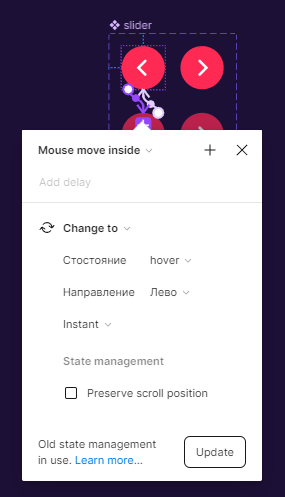 slider
Mouse move inside
Add delay
Change to
Стостояние hover
Направление Лево
Instant
State management
Preserve scroll position
Old state management
in use. Learn more...
Update